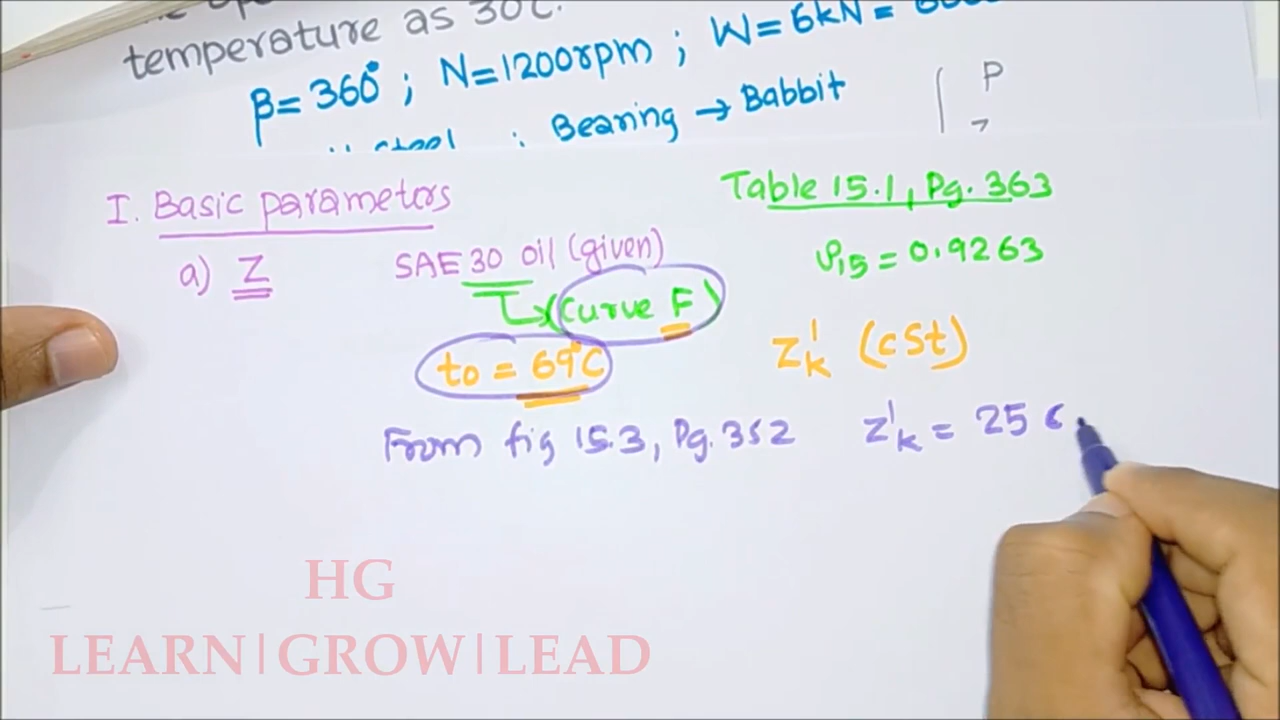 temperature as 30°C.
β = 360° ; N = 1200rpm ; W = 6kN =
Bearing → Babbit
P
I. Basic parameters
Table 15.1, Pg. 363
a) Z
SAE 30 oil (given)
ρ15 = 0.9263
(Curve F)
to = 69°C
Z'k (cSt)
From fig 15.3, Pg. 352
Z'k = 25 c
HG
LEARN|GROW|LEAD